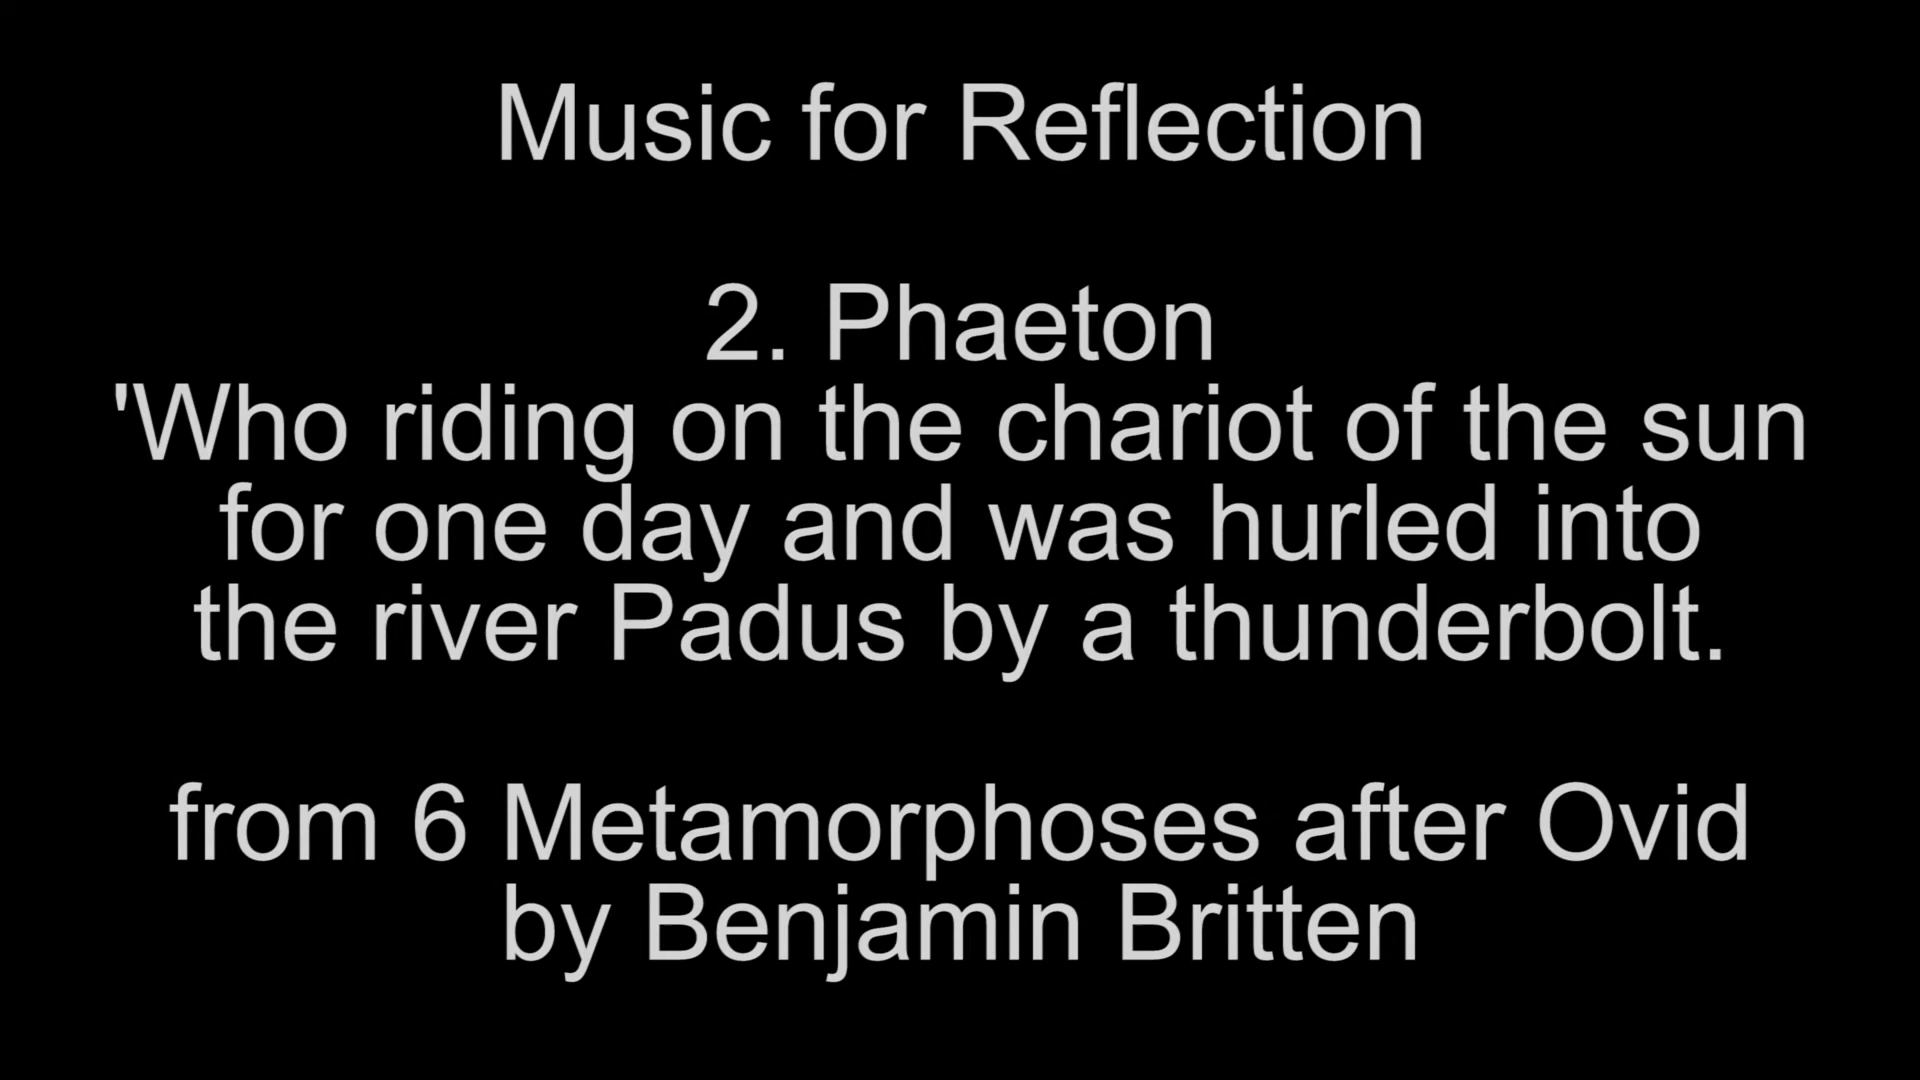 Music for Reflection
2. Phaeton
'Who riding on the chariot of the sun
for one day and was hurled into
the river Padus by a thunderbolt.
from 6 Metamorphoses after Ovid
by Benjamin Britten